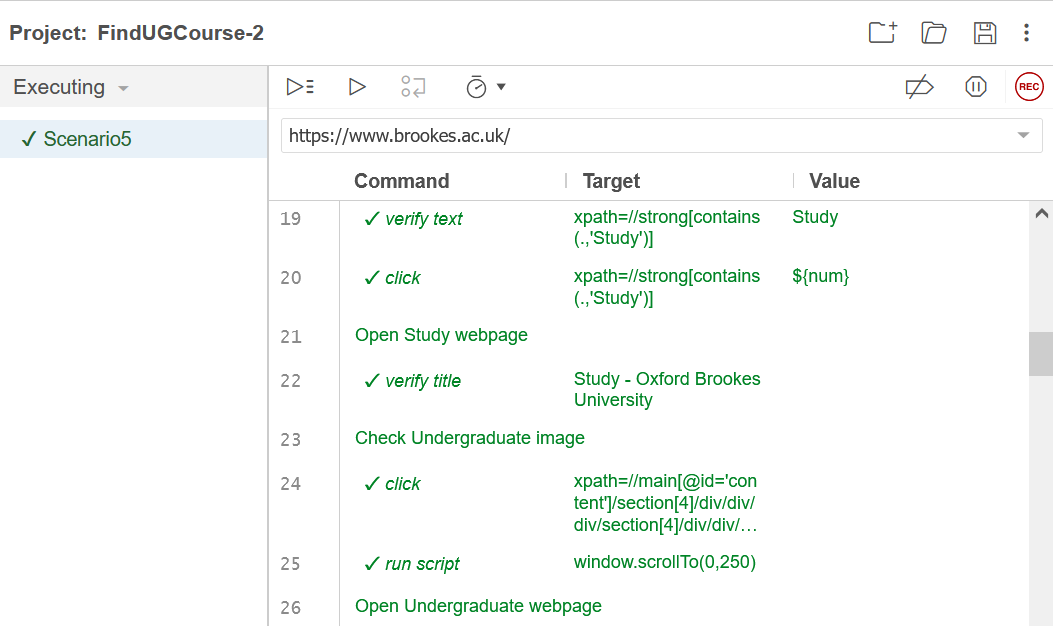 Project: FindUGCourse-2
Executing
✓ Scenario5
REC
https://www.brookes.ac.uk/
Command Target Value
19 ✓ verify text xpath=//strong[contains Study
(.,'Study')]
20 ✓ click xpath=//strong[contains ${num}
(.,'Study')]
21 Open Study webpage
22 ✓ verify title Study - Oxford Brookes
University
23 Check Undergraduate image
24 ✓ click xpath=//main[@id='con
tent']/section[4]/div/div/
div/section[4]/div/div/…
25 ✓ run script window.scrollTo(0,250)
26 Open Undergraduate webpage